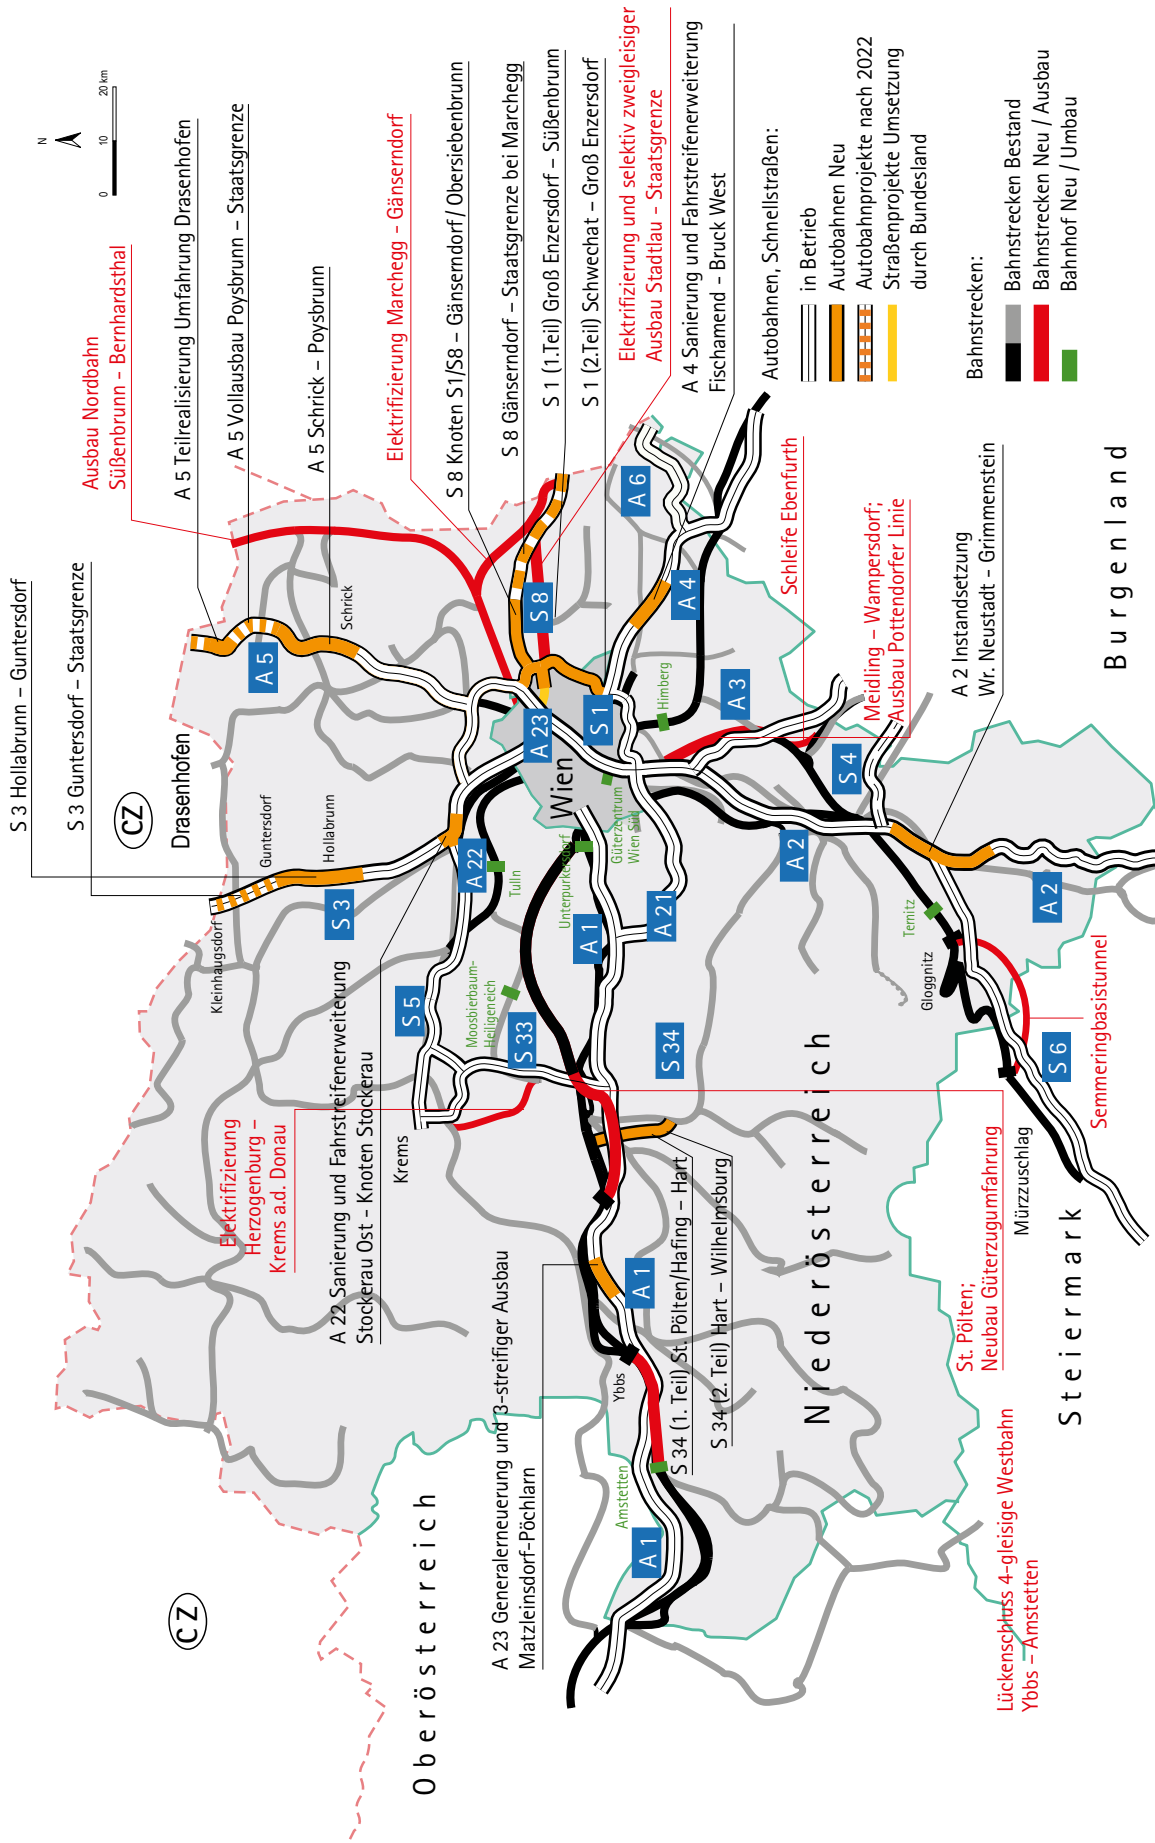 S 3 Hollabrunn – Guntersdorf
S 3 Guntersdorf – Staatsgrenze
Ausbau Nordbahn
Süßenbrunn – Bernhardsthal
A 5 Teilrealisierung Umfahrung Drasenhofen
A 5 Vollausbau Poysbrunn – Staatsgrenze
A 5 Schrick – Poysbrunn
Elektrifizierung Marchegg – Gänserndorf
S 8 Knoten S1/S8 – Gänserndorf / Obersiebenbrunn
S 8 Gänserndorf – Staatsgrenze bei Marchegg
S 1 (1.Teil) Groß Enzersdorf – Süßenbrunn
S 1 (2.Teil) Schwechat – Groß Enzersdorf
Elektrifizierung und selektiv zweigleisiger
Ausbau Stadtlau – Staatsgrenze
A 4 Sanierung und Fahrstreifenerweiterung
Fischamend – Bruck West
N
0
10
20 km
Autobahnen, Schnellstraßen:
in Betrieb
Autobahnen Neu
Autobahnprojekte nach 2022
Straßenprojekte Umsetzung
durch Bundesland
Bahnstrecken:
Bahnstrecken Bestand
Bahnstrecken Neu / Ausbau
Bahnhof Neu / Umbau
CZ
CZ
Drasenhofen
Schrick
Guntersdorf
Hollabrunn
Kleinhaugsdorf
A 5
S 3
A 22
S 5
A 23
S 8
S 1
A 6
A 4
A 3
S 4
A 2
A 2
A 21
A 1
S 33
S 34
A 1
A 1
S 6
Wien
Himberg
Güterzentrum
Wien Süd
Unterpurkersdorf
Tulln
Moosbierbaum-
Heiligeneich
Ternitz
Amstetten
Gloggnitz
Mürzzuschlag
Krems
Ybbs
Schleife Ebenfurth
Meidling – Wampersdorf;
Ausbau Pottendorfer Linie
A 2 Instandsetzung
Wr. Neustadt - Grimmenstein
Semmeringbasistunnel
St. Pölten;
Neubau Güterzugumfahrung
Lückenschluss 4-gleisige Westbahn
Ybbs – Amstetten
Elektrifizierung
Herzogenburg –
Krems a.d. Donau
A 22 Sanierung und Fahrstreifenerweiterung
Stockerau Ost - Knoten Stockerau
A 23 Generalerneuerung und 3-streifiger Ausbau
Matzleinsdorf-Pöchlarn
S 34 (1. Teil) St. Pölten/Hafing – Hart
S 34 (2. Teil) Hart – Wilhelmsburg
Oberösterreich
Niederösterreich
Steiermark
Burgenland